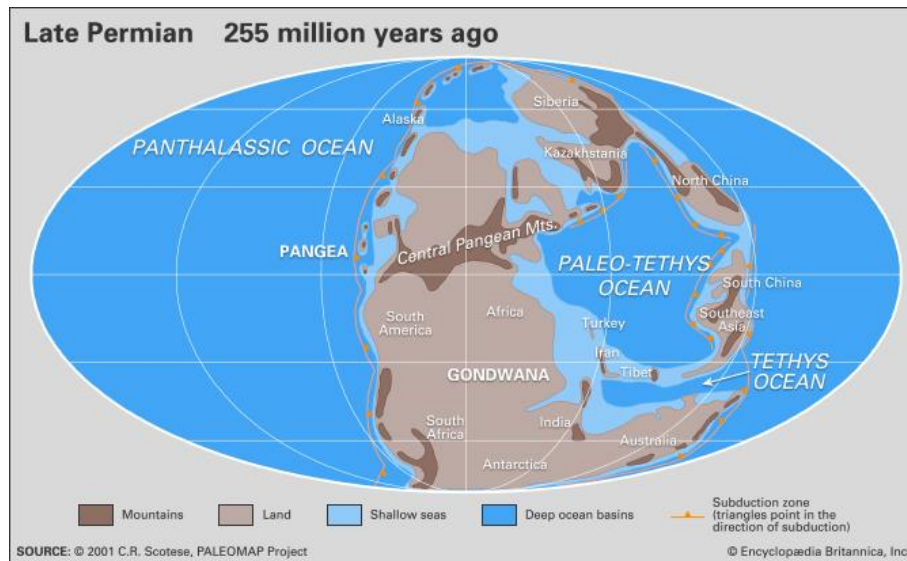 Late Permian 255 million years ago
Siberia
Alaska
PANTHALASSIC OCEAN
Kazakhstania
North China
Central Pangean Mts.
PANGEA
PALEO-TETHYS
OCEAN
South China
South
America
Africa
Turkey
Southeast
Asia
Iran
Tibet
TETHYS
OCEAN
GONDWANA
South
Africa
India
Australia
Antarctica
Mountains
Land
Shallow seas
Deep ocean basins
Subduction zone
(triangles point in the
direction of subduction)
SOURCE: © 2001 C.R. Scotese, PALEOMAP Project
© Encyclopædia Britannica, Inc